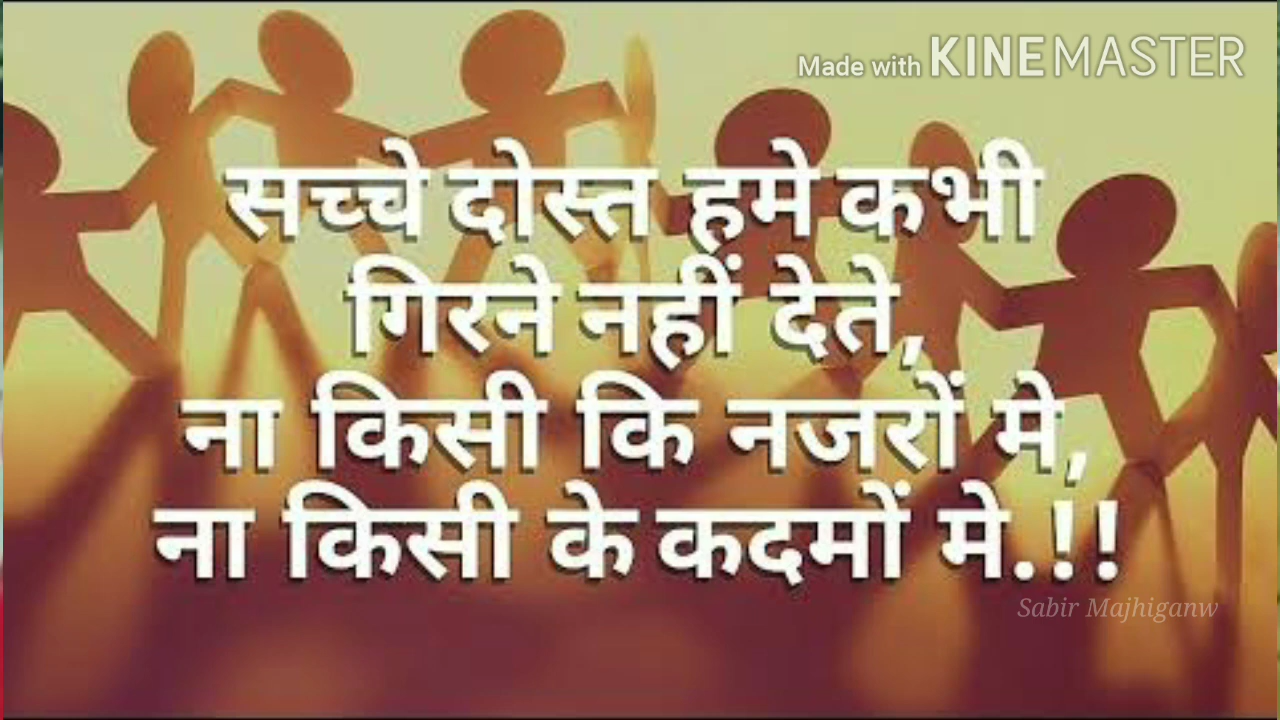 Made with KINEMASTER
सच्चे दोस्त हमे कभी
गिरने नहीं देते,
ना किसी कि नजरों मे,
ना किसी के कदमों मे.!!
Sabir Majhiganw